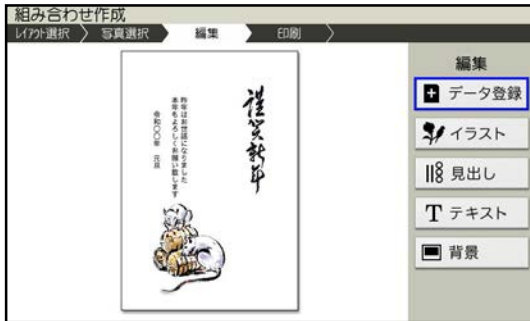 組み合わせ作成
ﾚｲｱｳﾄ選択
写真選択
編集
印刷
謹賀新年
昨年はお世話になりました
本年もよろしくお願い致します
令和〇〇年 元旦
編集
データ登録
イラスト
見出し
テキスト
背景